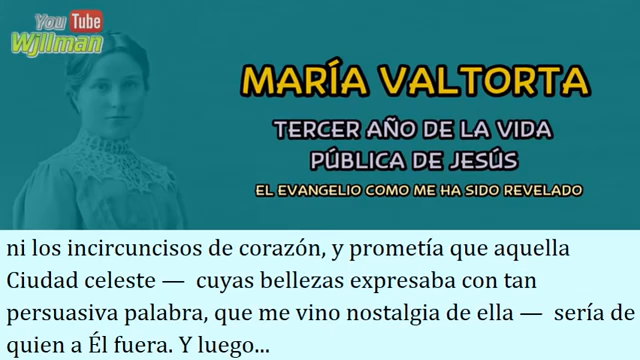 You Tube
Wjllman
MARÍA VALTORTA
TERCER AÑO DE LA VIDA
PÚBLICA DE JESÚS
EL EVANGELIO COMO ME HA SIDO REVELADO
ni los incircuncisos de corazón, y prometía que aquella
Ciudad celeste — cuyas bellezas expresaba con tan
persuasiva palabra, que me vino nostalgia de ella — sería de
quien a Él fuera. Y luego...